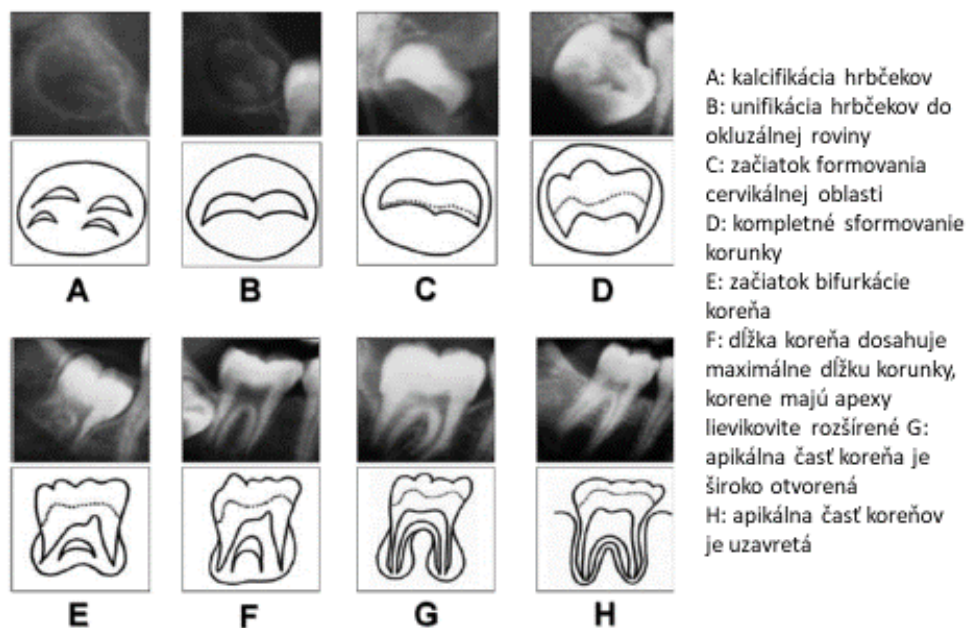 A B C D
E F G H
A: kalcifikácia hrbčekov
B: unifikácia hrbčekov do
okluzálnej roviny
C: začiatok formovania
cervikálnej oblasti
D: kompletné sformovanie
korunky
E: začiatok bifurkácie
koreňa
F: dĺžka koreňa dosahuje
maximálne dĺžku korunky,
korene majú apexy
lievikovite rozšírené G:
apikálna časť koreňa je
široko otvorená
H: apikálna časť koreňov
je uzavretá